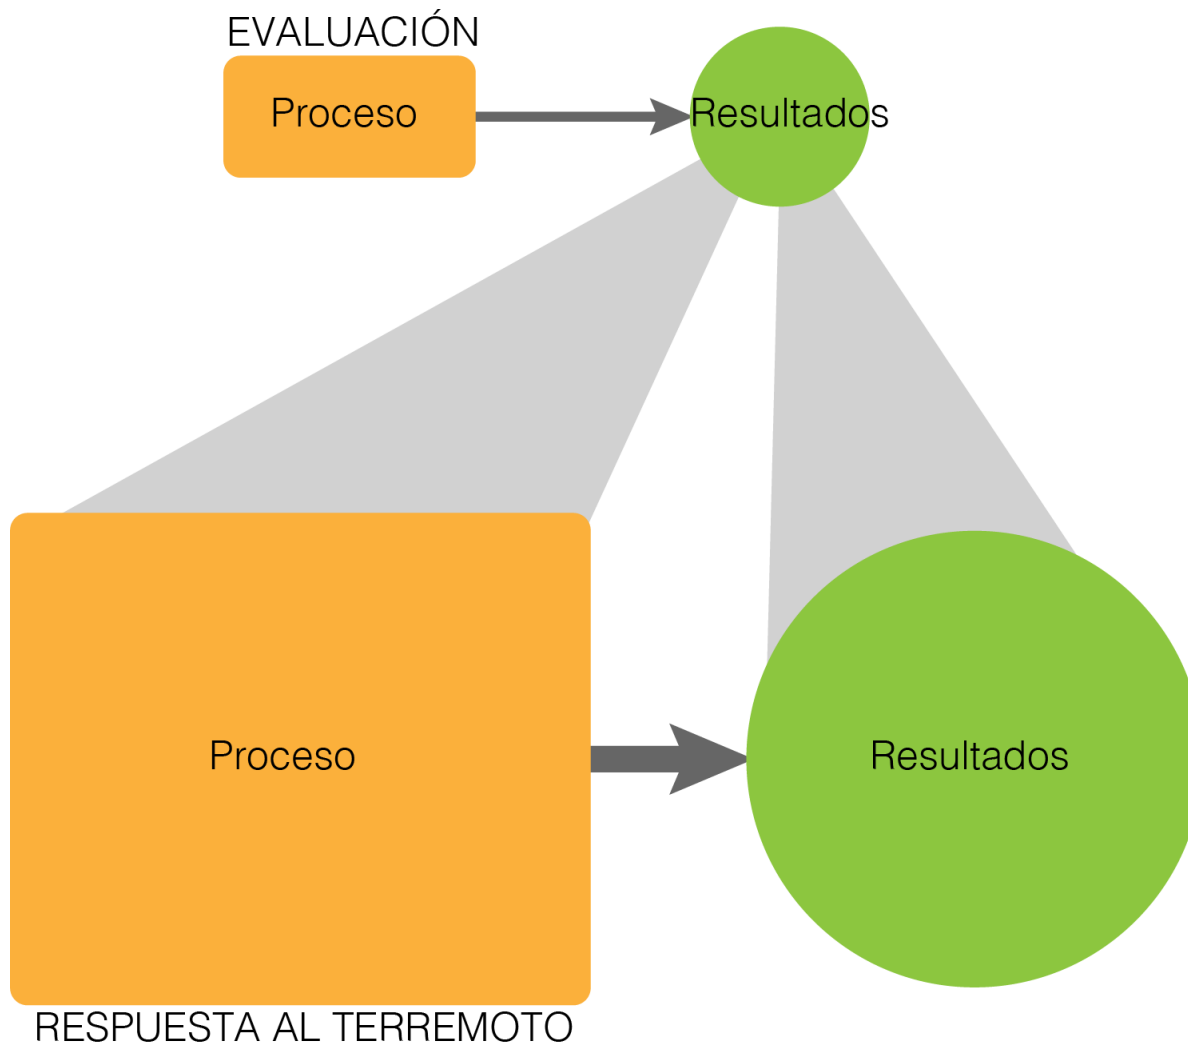 EVALUACIÓN
Proceso
Resultados
Proceso
Resultados
RESPUESTA AL TERREMOTO